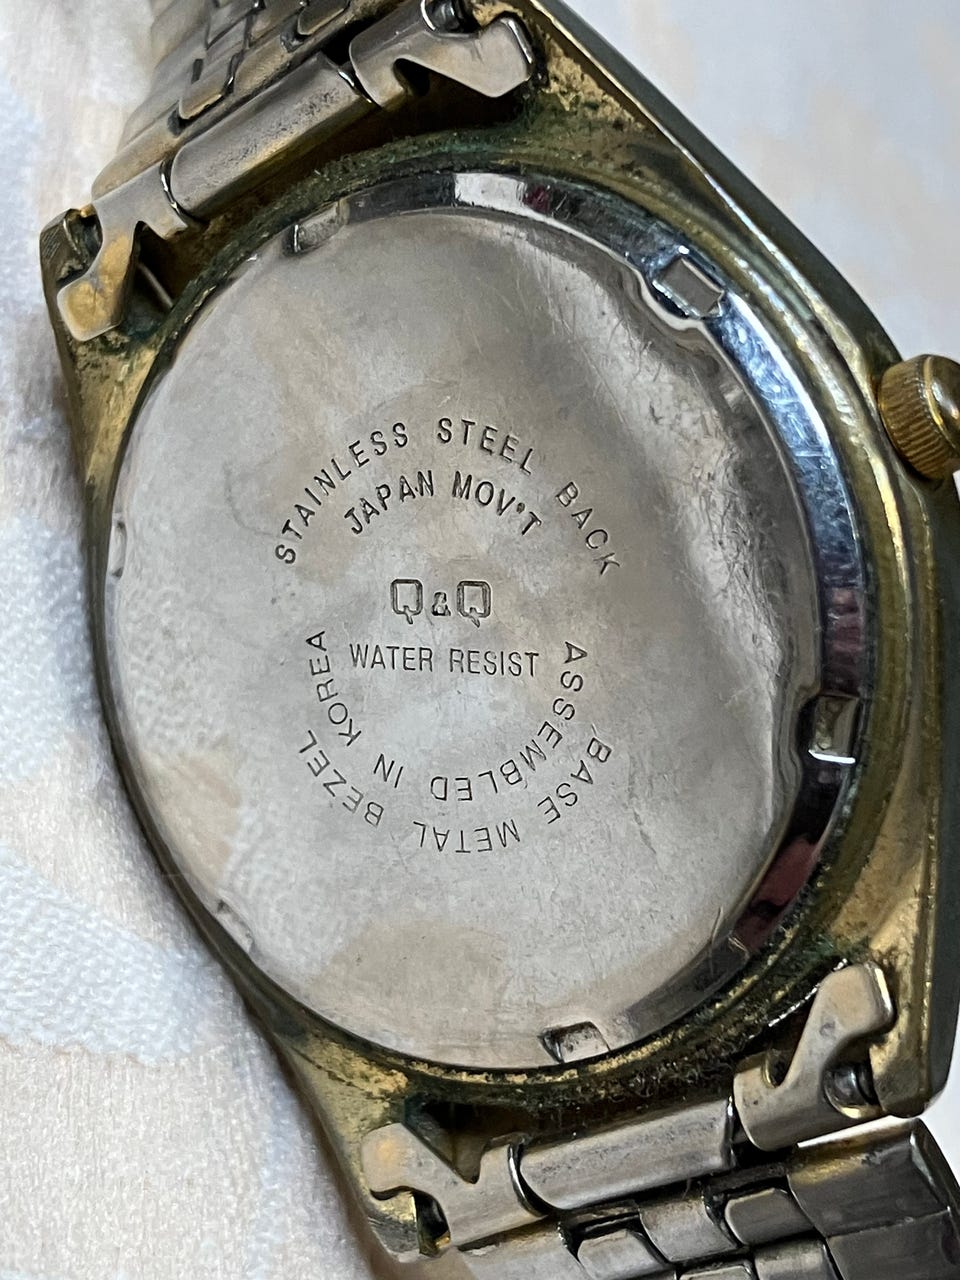 STAINLESS STEEL BACK
JAPAN MOV'T
Q&Q
WATER RESIST
ASSEMBLED IN KOREA
BASE METAL BEZEL